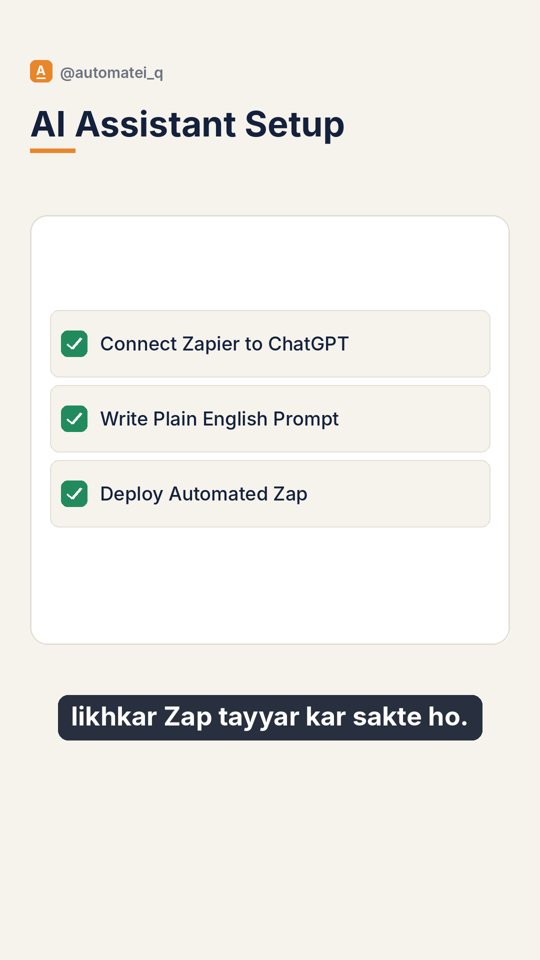 A @automatei_q
AI Assistant Setup
Connect Zapier to ChatGPT
Write Plain English Prompt
Deploy Automated Zap
likhkar Zap tayyar kar sakte ho.